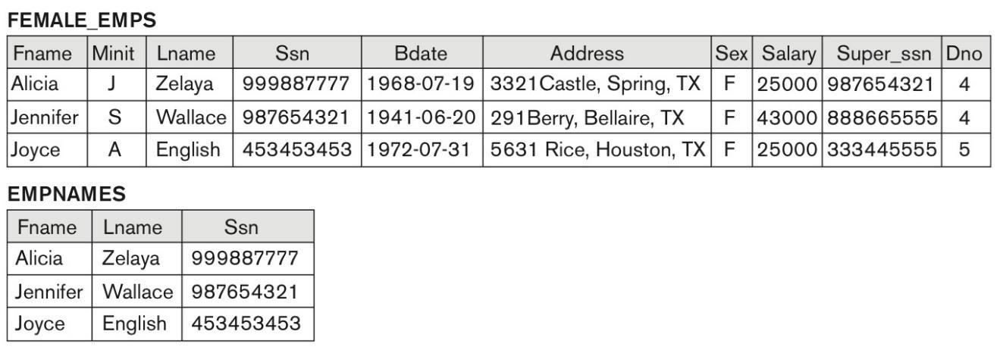 FEMALE_EMPS
Fname Minit Lname Ssn Bdate Address Sex Salary Super_ssn Dno
Alicia J Zelaya 999887777 1968-07-19 3321Castle, Spring, TX F 25000 987654321 4
Jennifer S Wallace 987654321 1941-06-20 291Berry, Bellaire, TX F 43000 888665555 4
Joyce A English 453453453 1972-07-31 5631 Rice, Houston, TX F 25000 333445555 5
EMPNAMES
Fname Lname Ssn
Alicia Zelaya 999887777
Jennifer Wallace 987654321
Joyce English 453453453